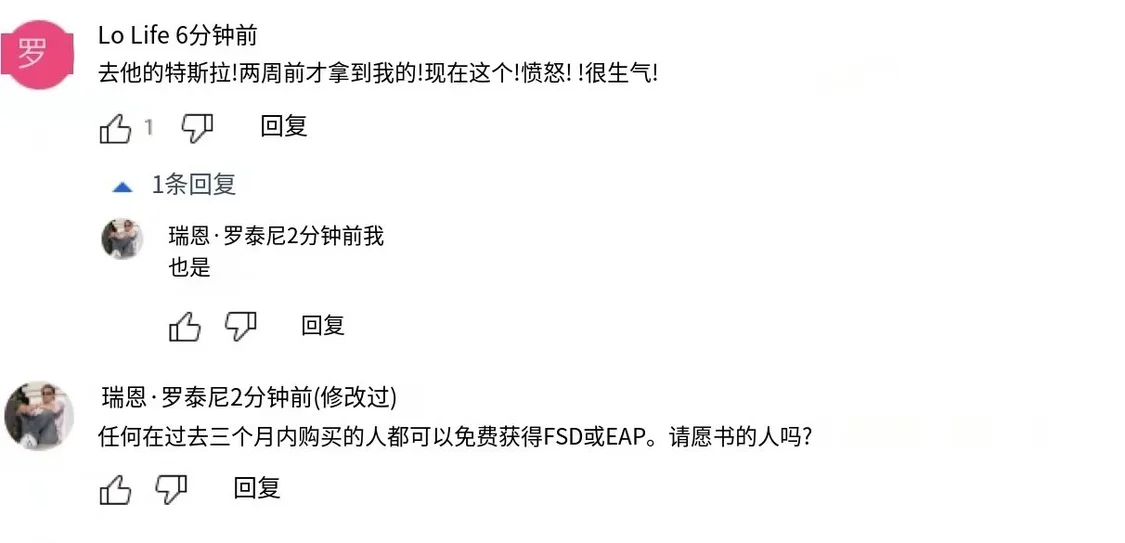 罗
Lo Life 6分钟前
去他的特斯拉!两周前才拿到我的!现在这个!愤怒! !很生气!
1 回复
1条回复
瑞恩·罗泰尼2分钟前我
也是
回复
瑞恩·罗泰尼2分钟前(修改过)
任何在过去三个月内购买的人都可以免费获得FSD或EAP。请愿书的人吗?
回复